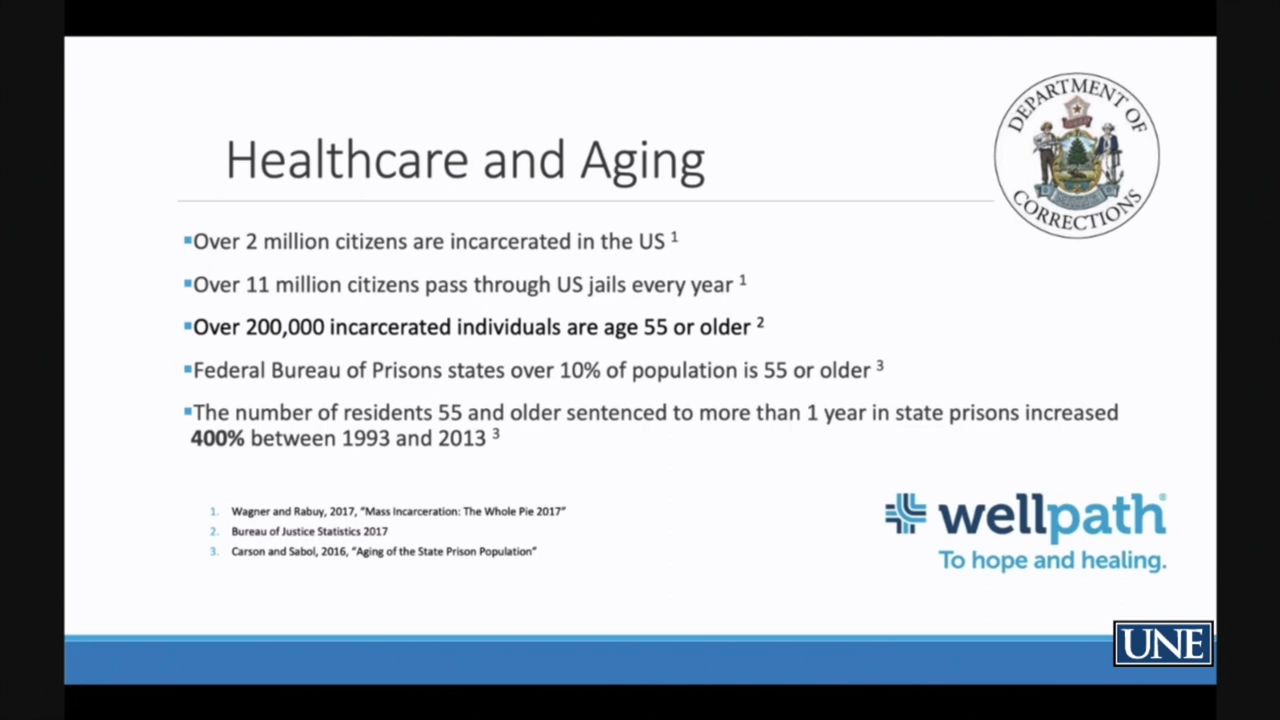 DEPARTMENT OF
CORRECTIONS
Healthcare and Aging
▪Over 2 million citizens are incarcerated in the US ¹
▪Over 11 million citizens pass through US jails every year ¹
▪Over 200,000 incarcerated individuals are age 55 or older ²
▪Federal Bureau of Prisons states over 10% of population is 55 or older ³
▪The number of residents 55 and older sentenced to more than 1 year in state prisons increased
400% between 1993 and 2013 ³
1. Wagner and Rabuy, 2017, “Mass Incarceration: The Whole Pie 2017”
2. Bureau of Justice Statistics 2017
3. Carson and Sabol, 2016, “Aging of the State Prison Population”
wellpath®
To hope and healing.
UNE